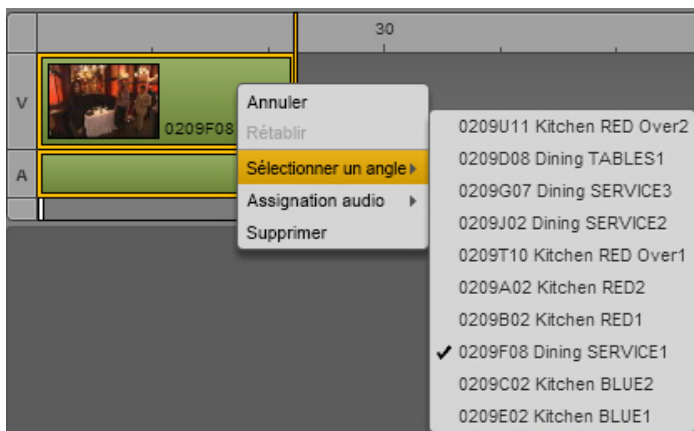 30
V
0209F08
A
Annuler
Rétablir
Sélectionner un angle
Assignation audio
Supprimer
0209U11 Kitchen RED Over2
0209D08 Dining TABLES1
0209G07 Dining SERVICE3
0209J02 Dining SERVICE2
0209T10 Kitchen RED Over1
0209A02 Kitchen RED2
0209B02 Kitchen RED1
0209F08 Dining SERVICE1
0209C02 Kitchen BLUE2
0209E02 Kitchen BLUE1